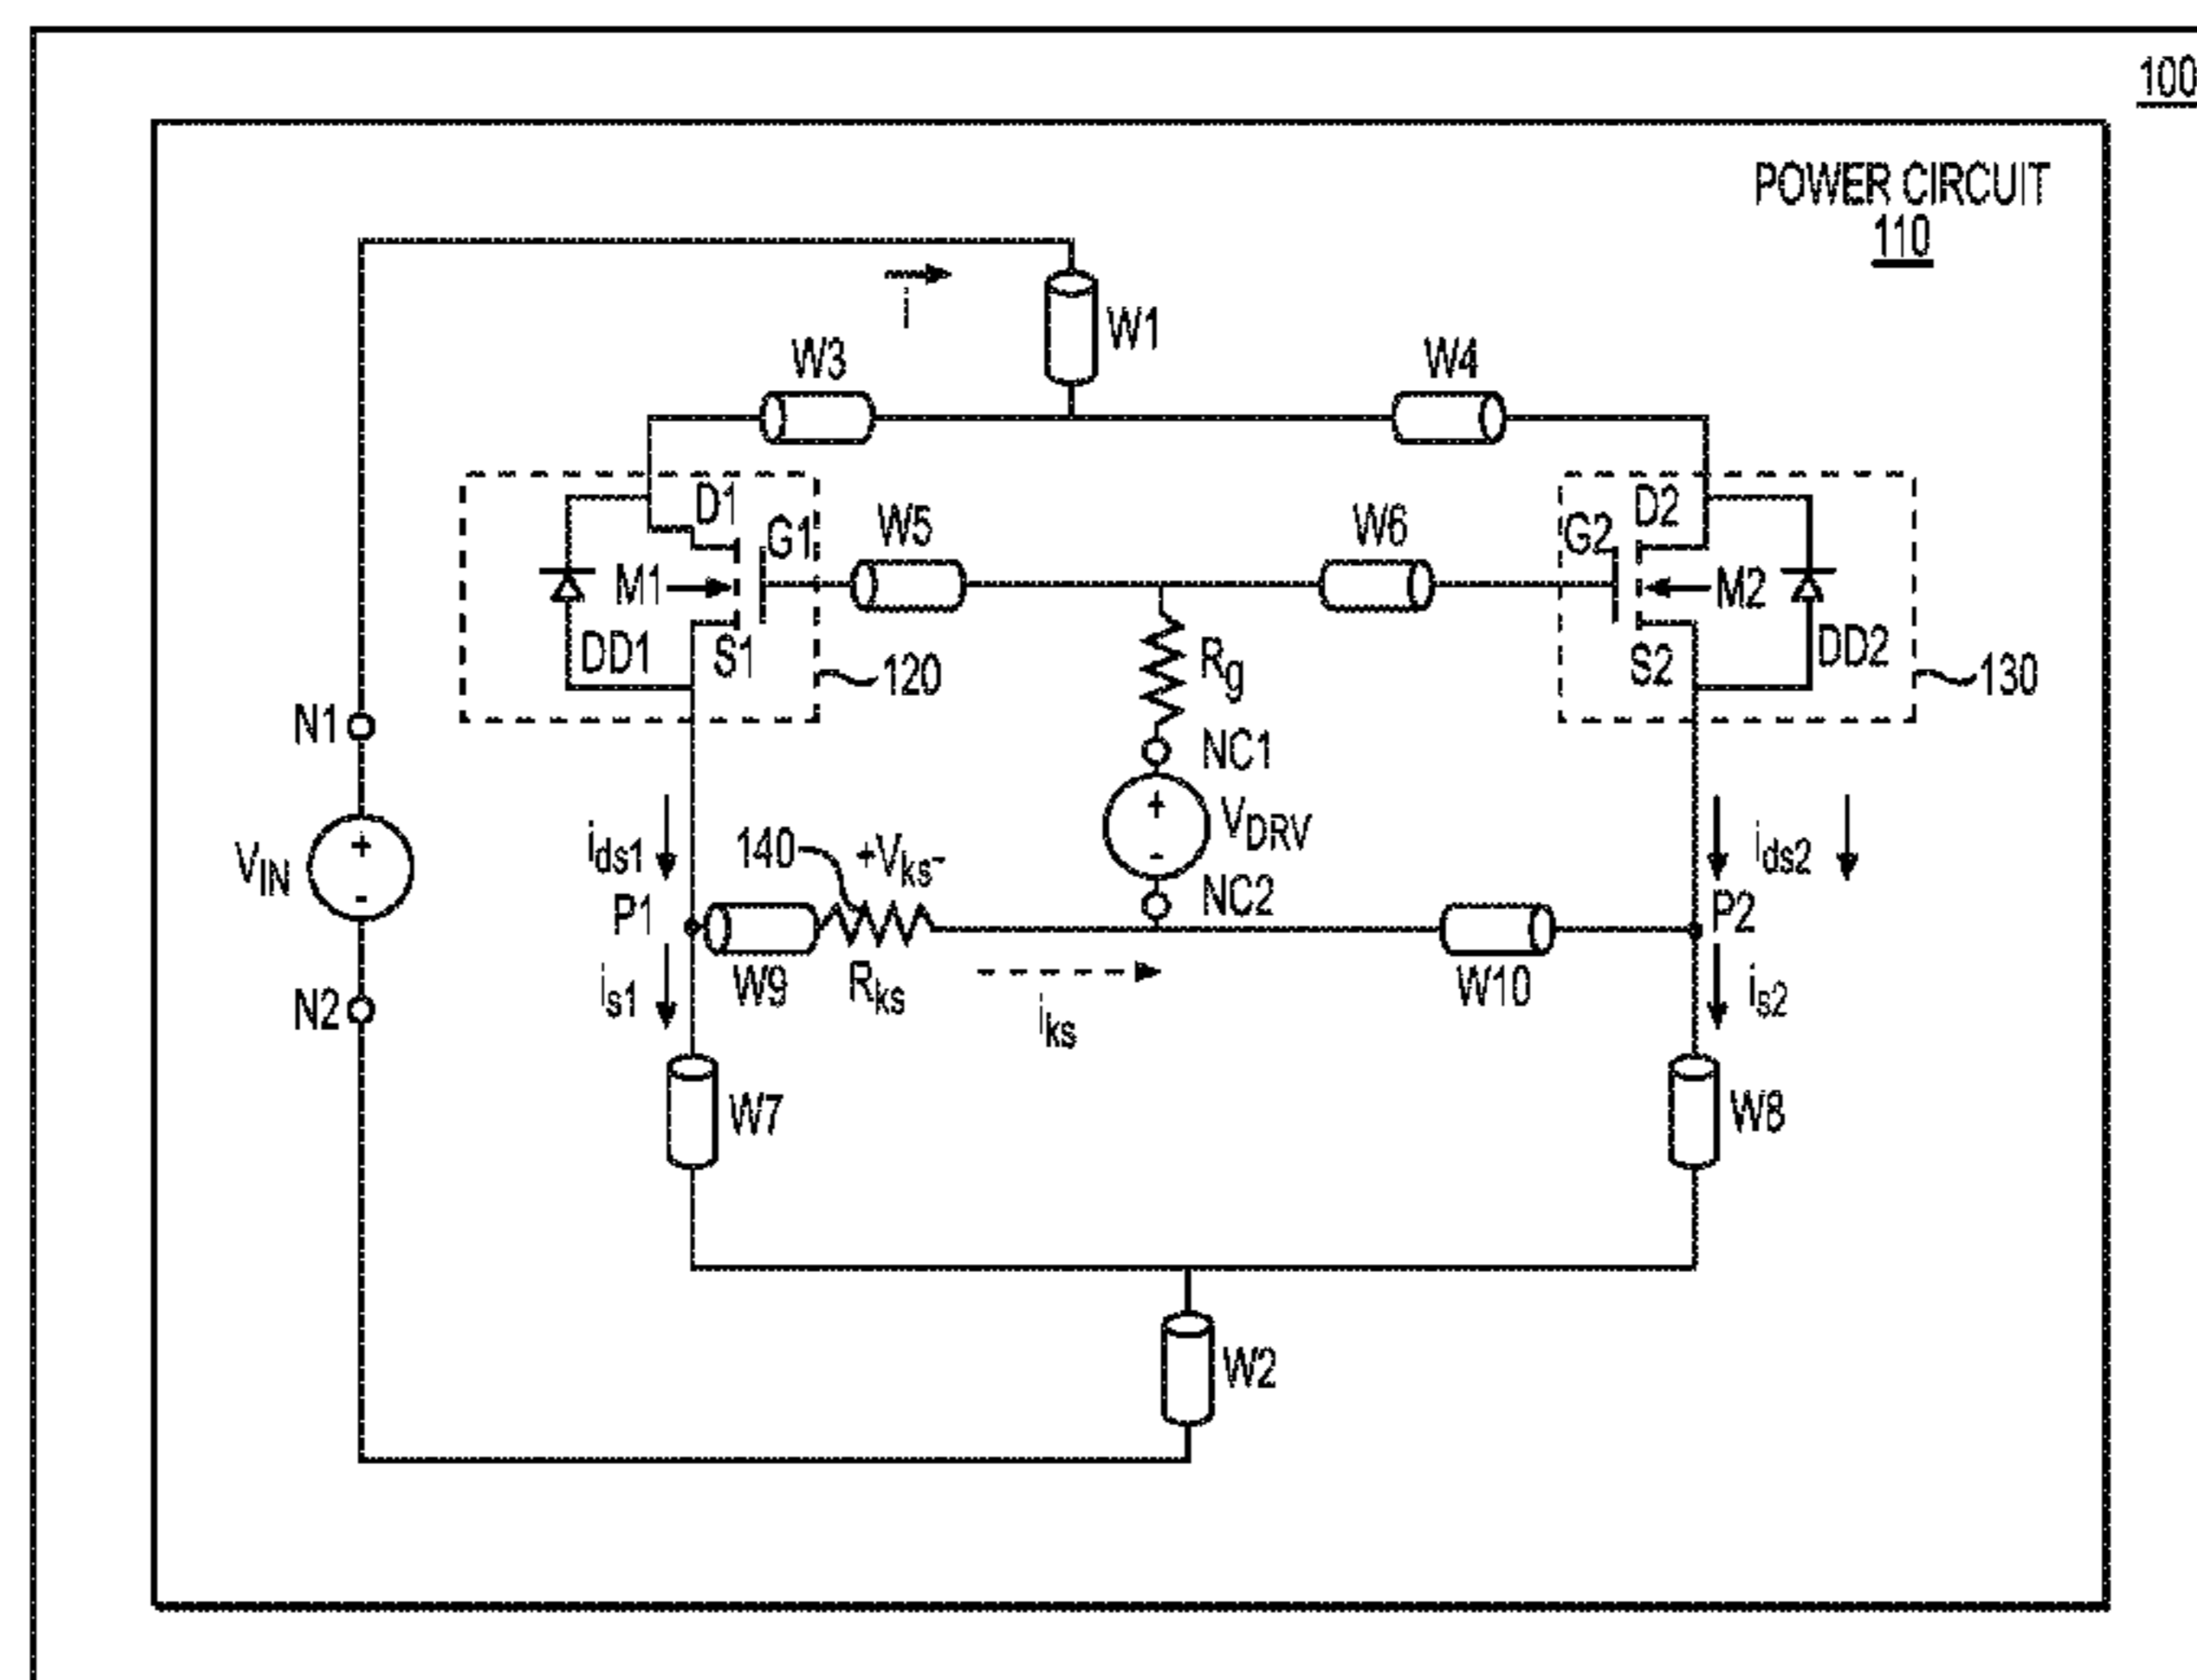 100
POWER CIRCUIT
110
i
W1
W3
W4
D1
G1
W5
W6
G2
D2
M1
M2
DD1
S1
120
Rg
S2
DD2
130
N1
NC1
VIN
+
-
+
-
VDRV
ids1
140
+Vks-
ids2
P1
NC2
P2
N2
is1
W9
Rks
iks
W10
is2
W7
W8
W2